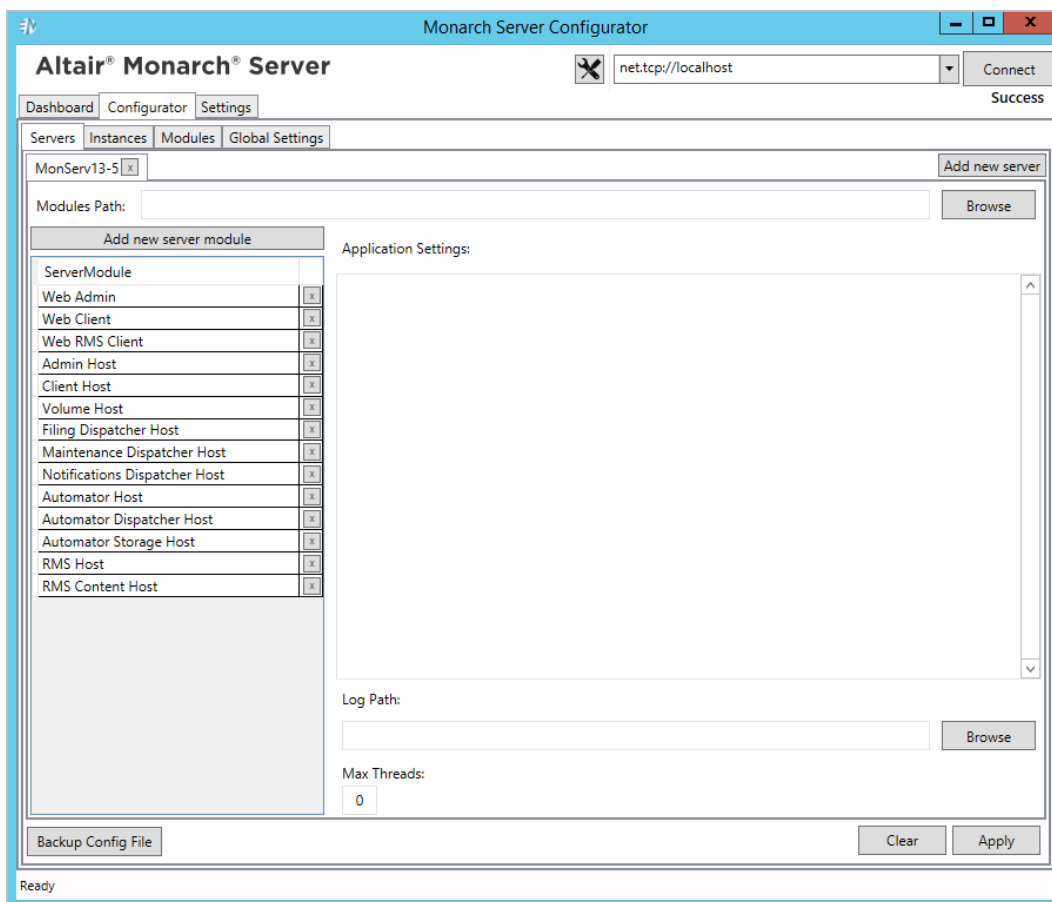 Monarch Server Configurator
x
Altair® Monarch® Server
net.tcp://localhost
Connect
Success
Dashboard Configurator Settings
Servers Instances Modules Global Settings
MonServ13-5 x
Add new server
Modules Path:
Browse
Add new server module
Application Settings:
ServerModule
Web Admin x
Web Client x
Web RMS Client x
Admin Host x
Client Host x
Volume Host x
Filing Dispatcher Host x
Maintenance Dispatcher Host x
Notifications Dispatcher Host x
Automator Host x
Automator Dispatcher Host x
Automator Storage Host x
RMS Host x
RMS Content Host x
Log Path:
Browse
Max Threads:
0
Backup Config File
Clear
Apply
Ready